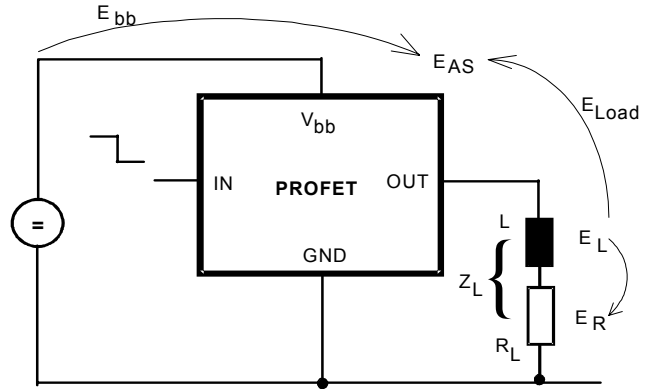 E bb
E AS
E Load
V bb
IN
PROFET
OUT
=
GND
L
E L
Z L
{
E R
R L